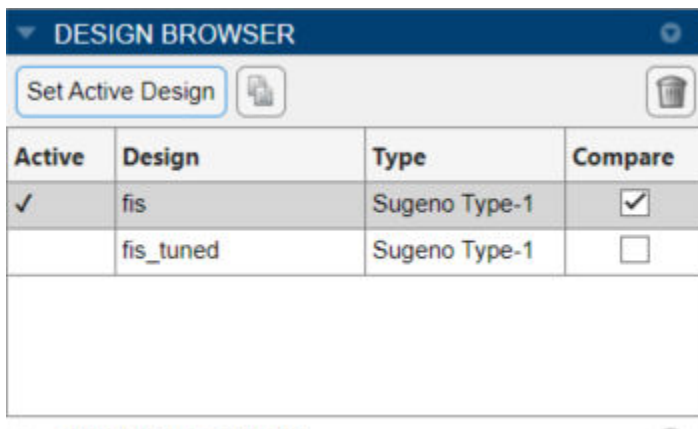 DESIGN BROWSER
Set Active Design
Active Design Type Compare
✓ fis Sugeno Type-1 ✓
fis_tuned Sugeno Type-1